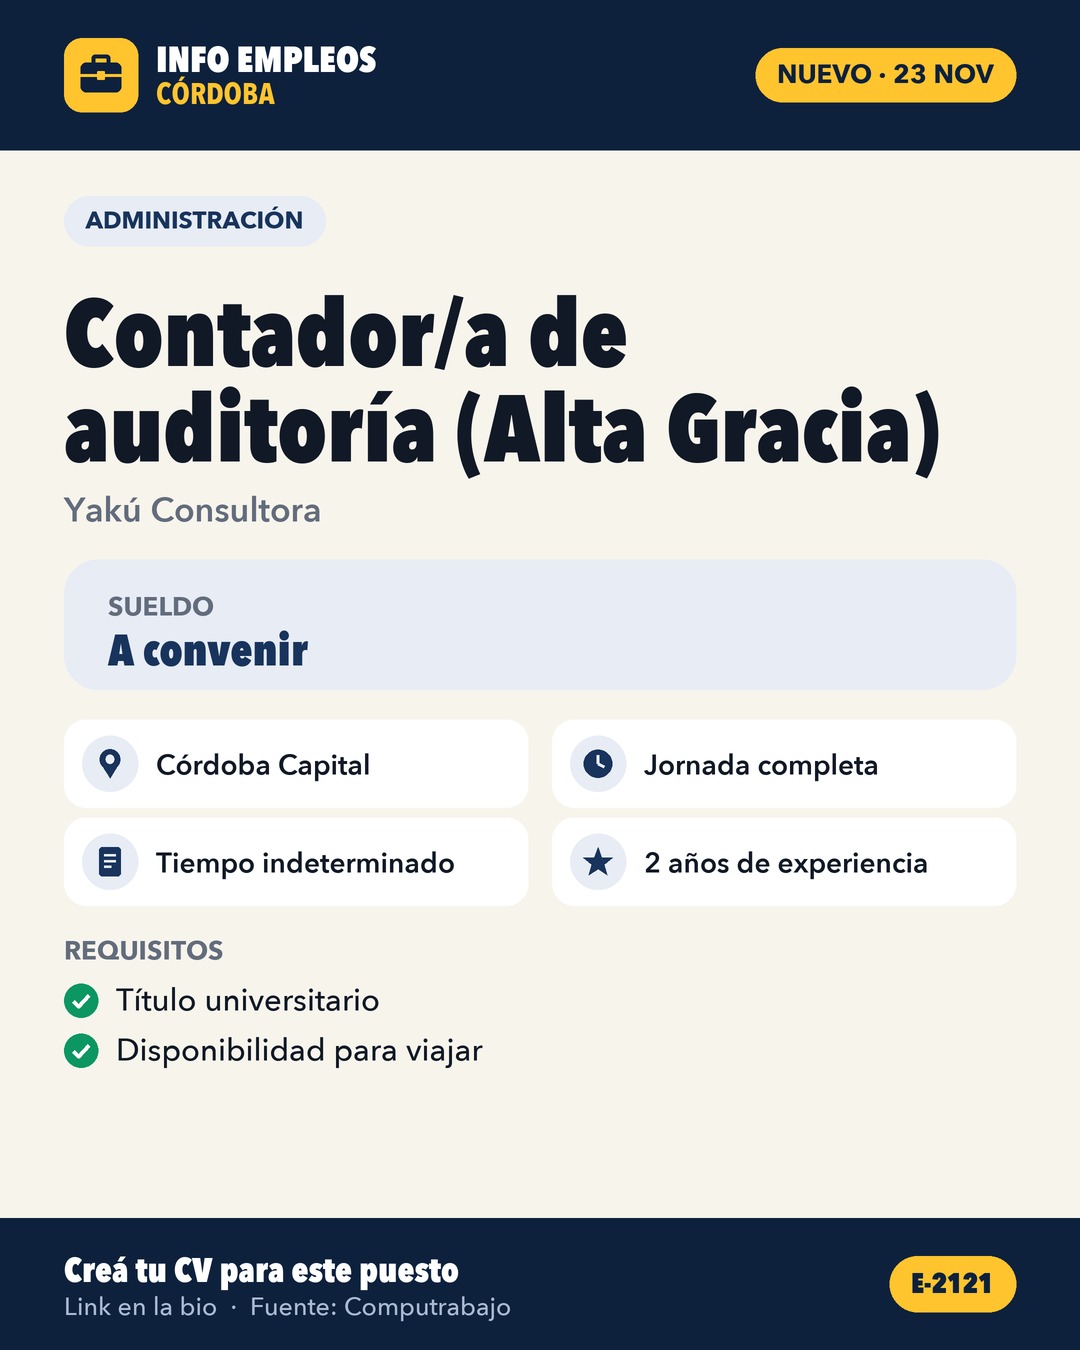 INFO EMPLEOS
CÓRDOBA
NUEVO · 23 NOV
ADMINISTRACIÓN
Contador/a de
auditoría (Alta Gracia)
Yakú Consultora
SUELDO
A convenir
Córdoba Capital
Jornada completa
Tiempo indeterminado
2 años de experiencia
REQUISITOS
Título universitario
Disponibilidad para viajar
Creá tu CV para este puesto
Link en la bio · Fuente: Computrabajo
E-2121